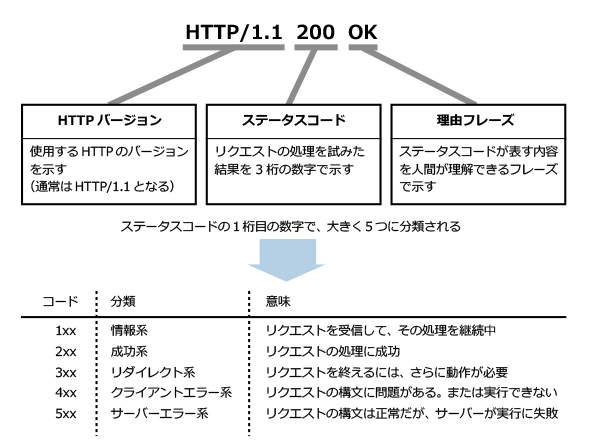 HTTP/1.1 200 OK
HTTP バージョン
使用する HTTP のバージョン
を示す
（通常は HTTP/1.1 となる）
ステータスコード
リクエストの処理を試みた
結果を 3 桁の数字で示す
理由フレーズ
ステータスコードが表す内容
を人間が理解できるフレーズ
で示す
ステータスコードの 1 桁目の数字で、大きく 5 つに分類される
コード 分類 意味
1xx 情報系 リクエストを受信して、その処理を継続中
2xx 成功系 リクエストの処理に成功
3xx リダイレクト系 リクエストを終えるには、さらに動作が必要
4xx クライアントエラー系 リクエストの構文に問題がある。または実行できない
5xx サーバーエラー系 リクエストの構文は正常だが、サーバーが実行に失敗